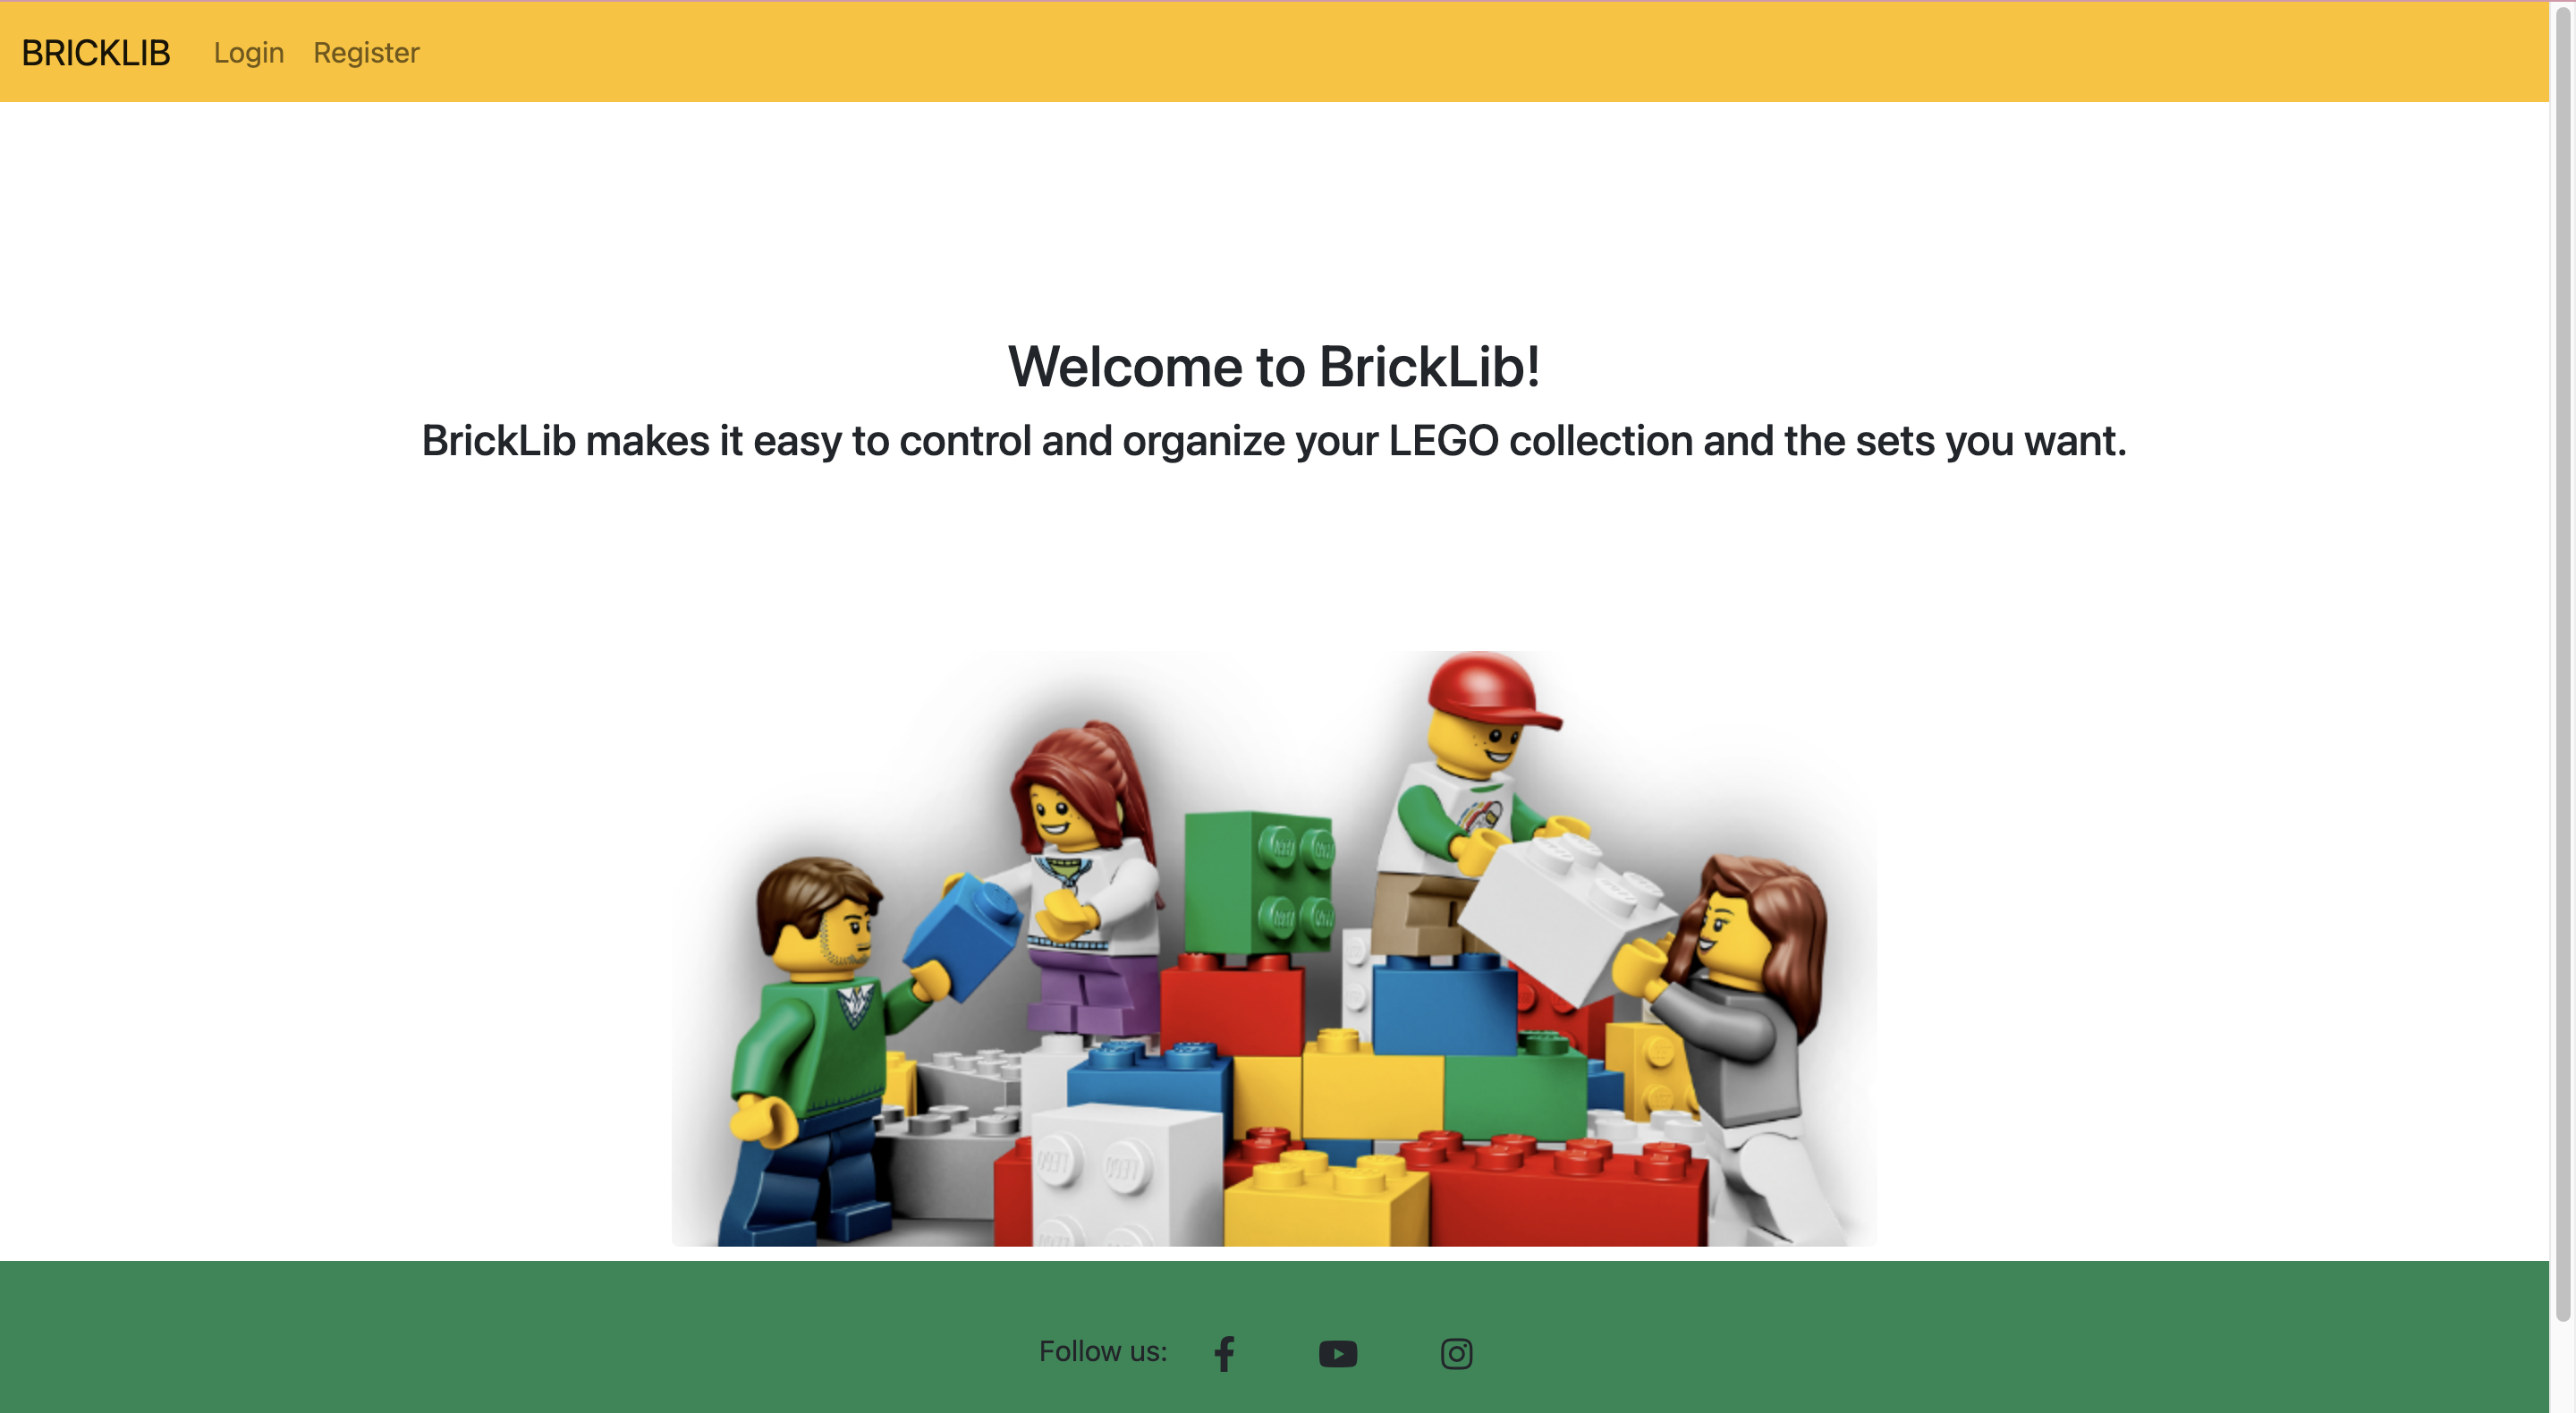 BRICKLIB Login Register
Welcome to BrickLib!
BrickLib makes it easy to control and organize your LEGO collection and the sets you want.
Follow us: